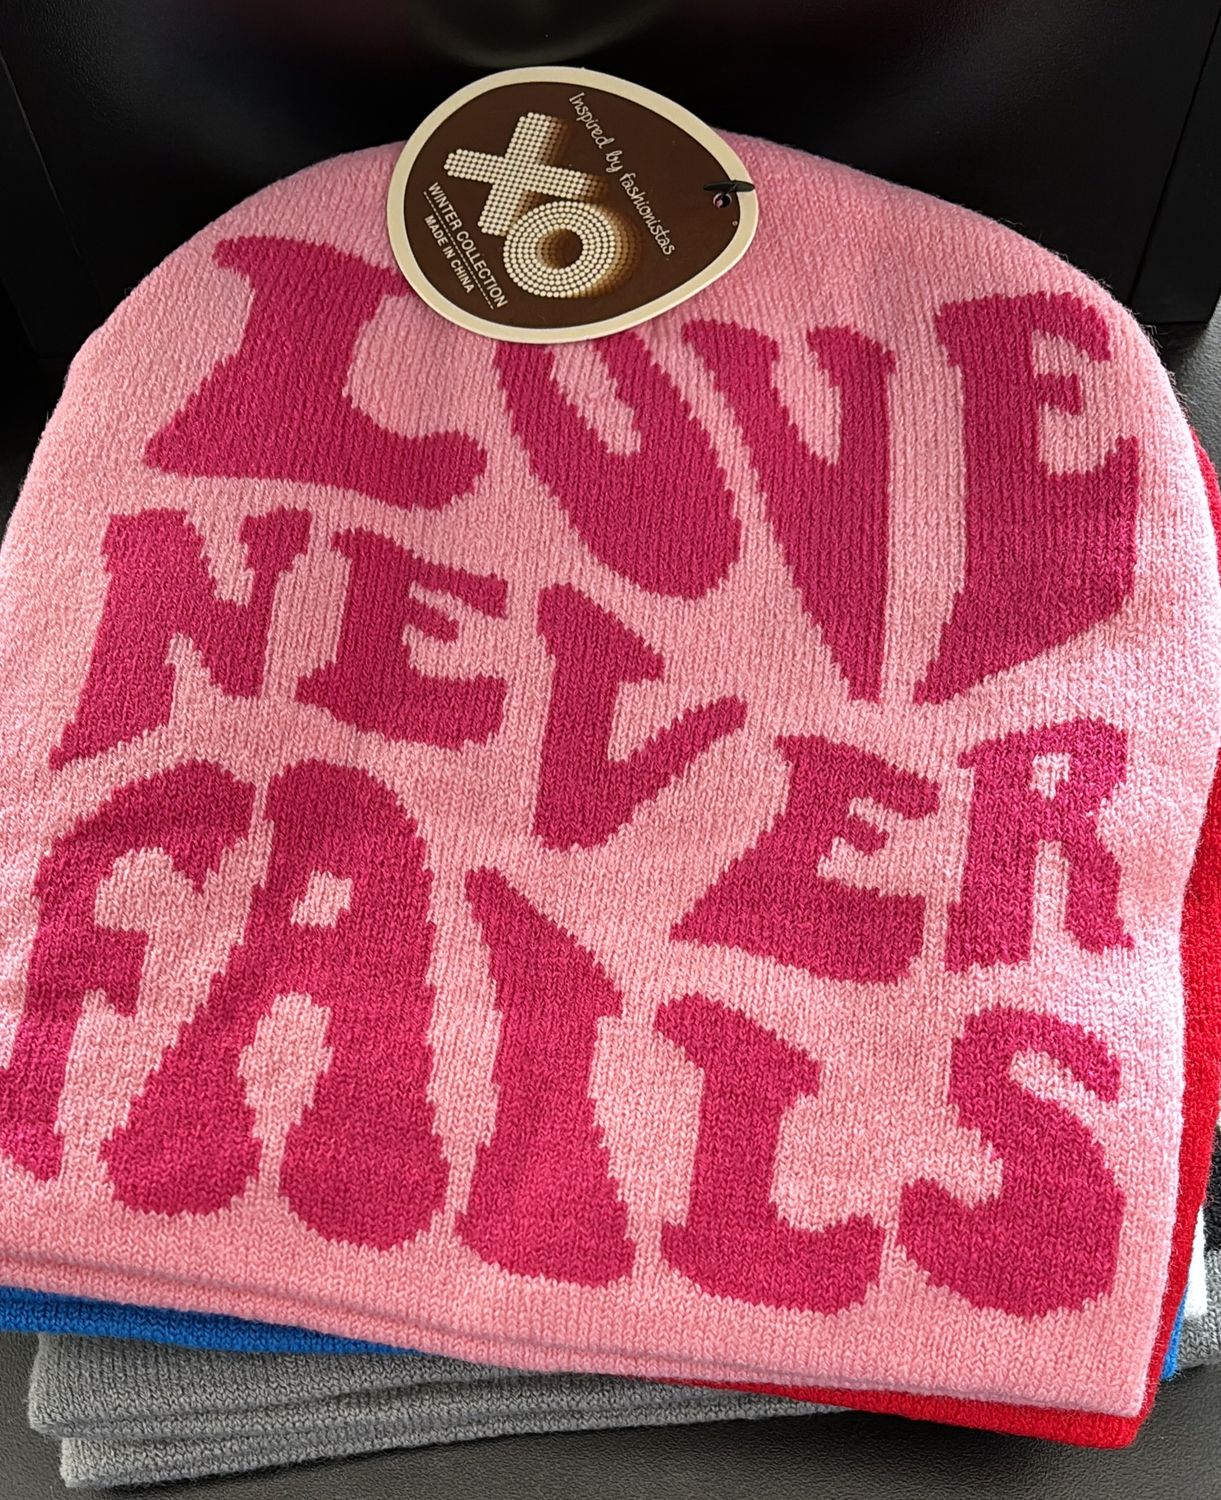 Inspired by fashionistas
XO
WINTER COLLECTION
MADE IN CHINA
LOVE
NEVER
FAILS